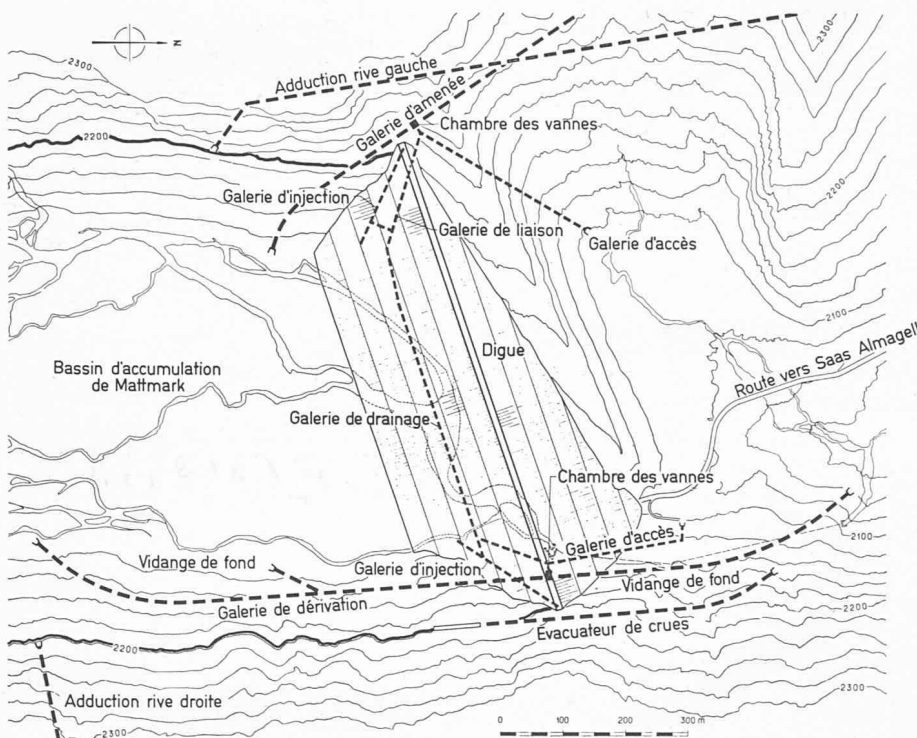 2300
N
Adduction rive gauche
2300
2200
Galerie d'amenée
Chambre des vannes
Galerie d'injection
Galerie de liaison
Galerie d'accès
2200
2100
Bassin d'accumulation
de Mattmark
Digue
Route vers Saas Almagell
Galerie de drainage
Chambre des vannes
Galerie d'accès
2100
Vidange de fond
Galerie d'injection
Vidange de fond
Galerie de dérivation
2200
Evacuateur de crues
2200
Adduction rive droite
2300
2300
0 100 200 300 m